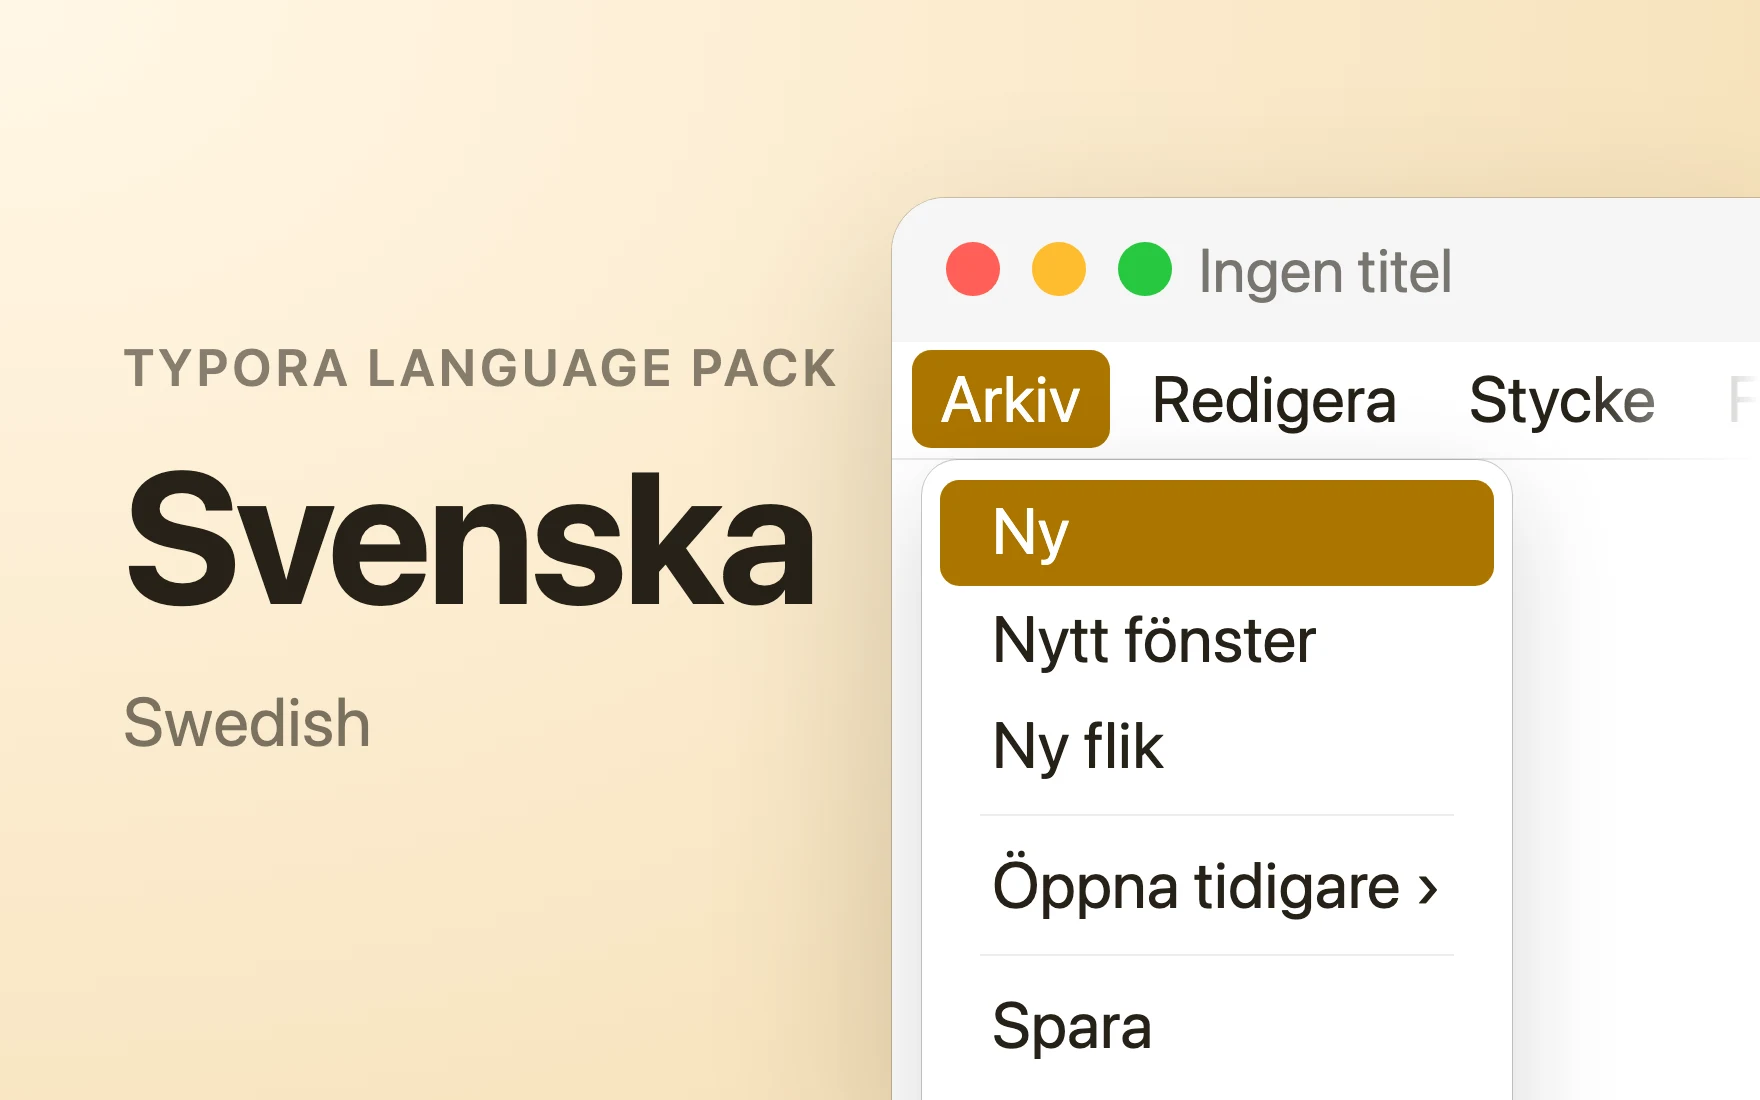 TYPORA LANGUAGE PACK
Svenska
Swedish
Ingen titel
Arkiv Redigera Stycke
Ny
Nytt fönster
Ny flik
Öppna tidigare ›
Spara